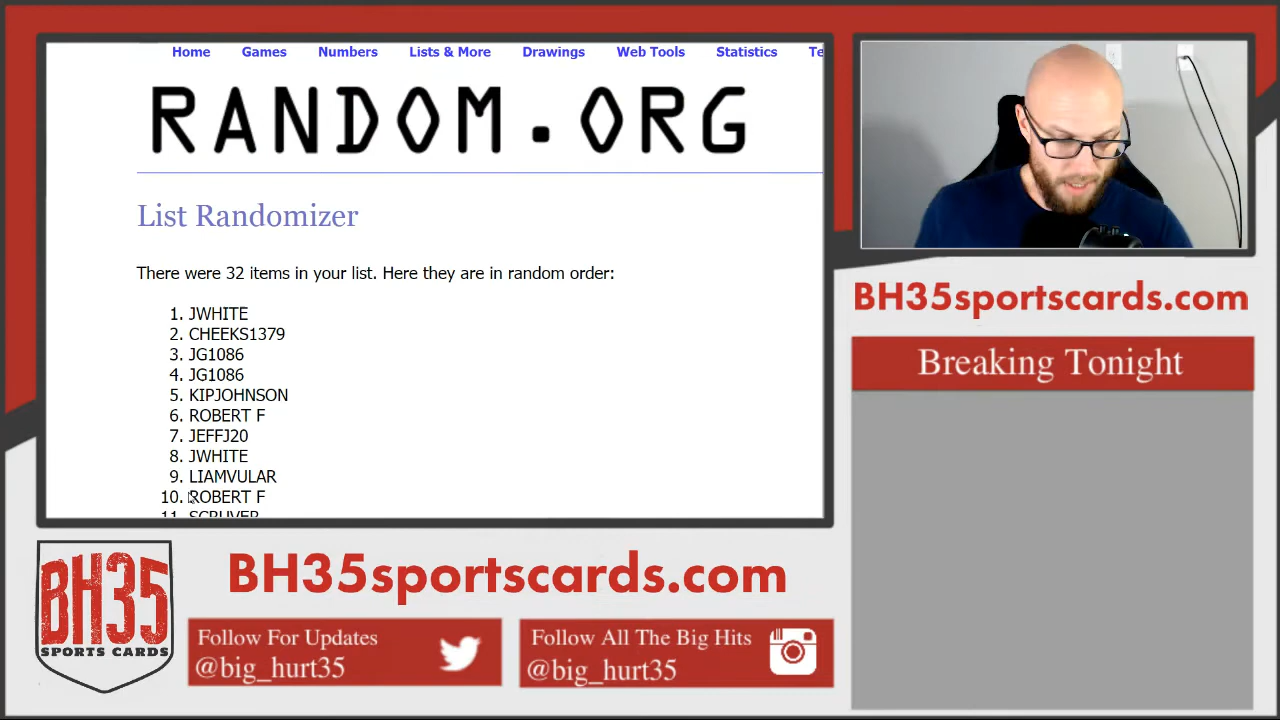 Home Games Numbers Lists & More Drawings Web Tools Statistics Te
RANDOM.ORG
List Randomizer
There were 32 items in your list. Here they are in random order:
1. JWHITE
2. CHEEKS1379
3. JG1086
4. JG1086
5. KIPJOHNSON
6. ROBERT F
7. JEFFJ20
8. JWHITE
9. LIAMVULAR
10. ROBERT F
11. SCRUVER
BH35sportscards.com
Breaking Tonight
BH35
SPORTS CARDS
BH35sportscards.com
Follow For Updates
@big_hurt35
Follow All The Big Hits
@big_hurt35